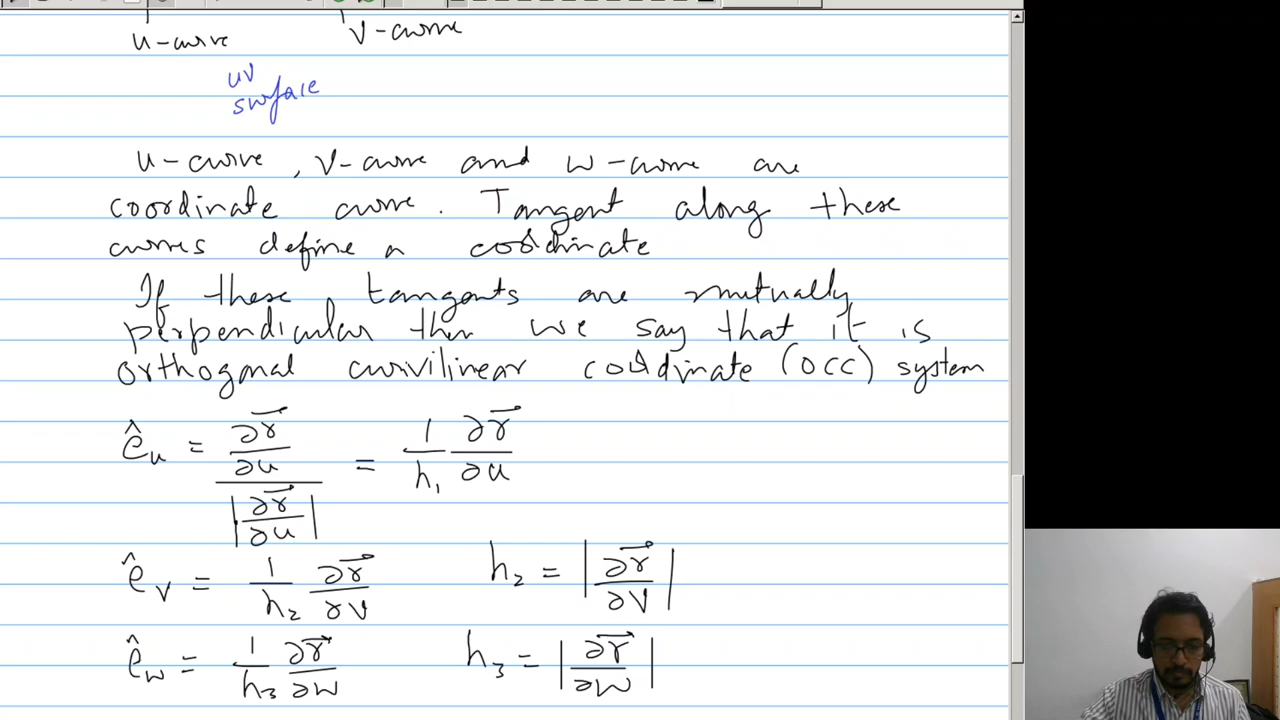 u-curve
v-curve
uv
surface
u-curve, v-curve and w-curve are
coordinate curve. Tangent along these
curves define a coordinate
If these tangents are mutually
perpendicular then we say that it is
orthogonal curvilinear coordinate (OCC) system
ê_u = (∂r⃗/∂u) / |∂r⃗/∂u| = 1/h₁ ∂r⃗/∂u
ê_v = 1/h₂ ∂r⃗/∂v    h₂ = |∂r⃗/∂v|
ê_w = 1/h₃ ∂r⃗/∂w    h₃ = |∂r⃗/∂w|